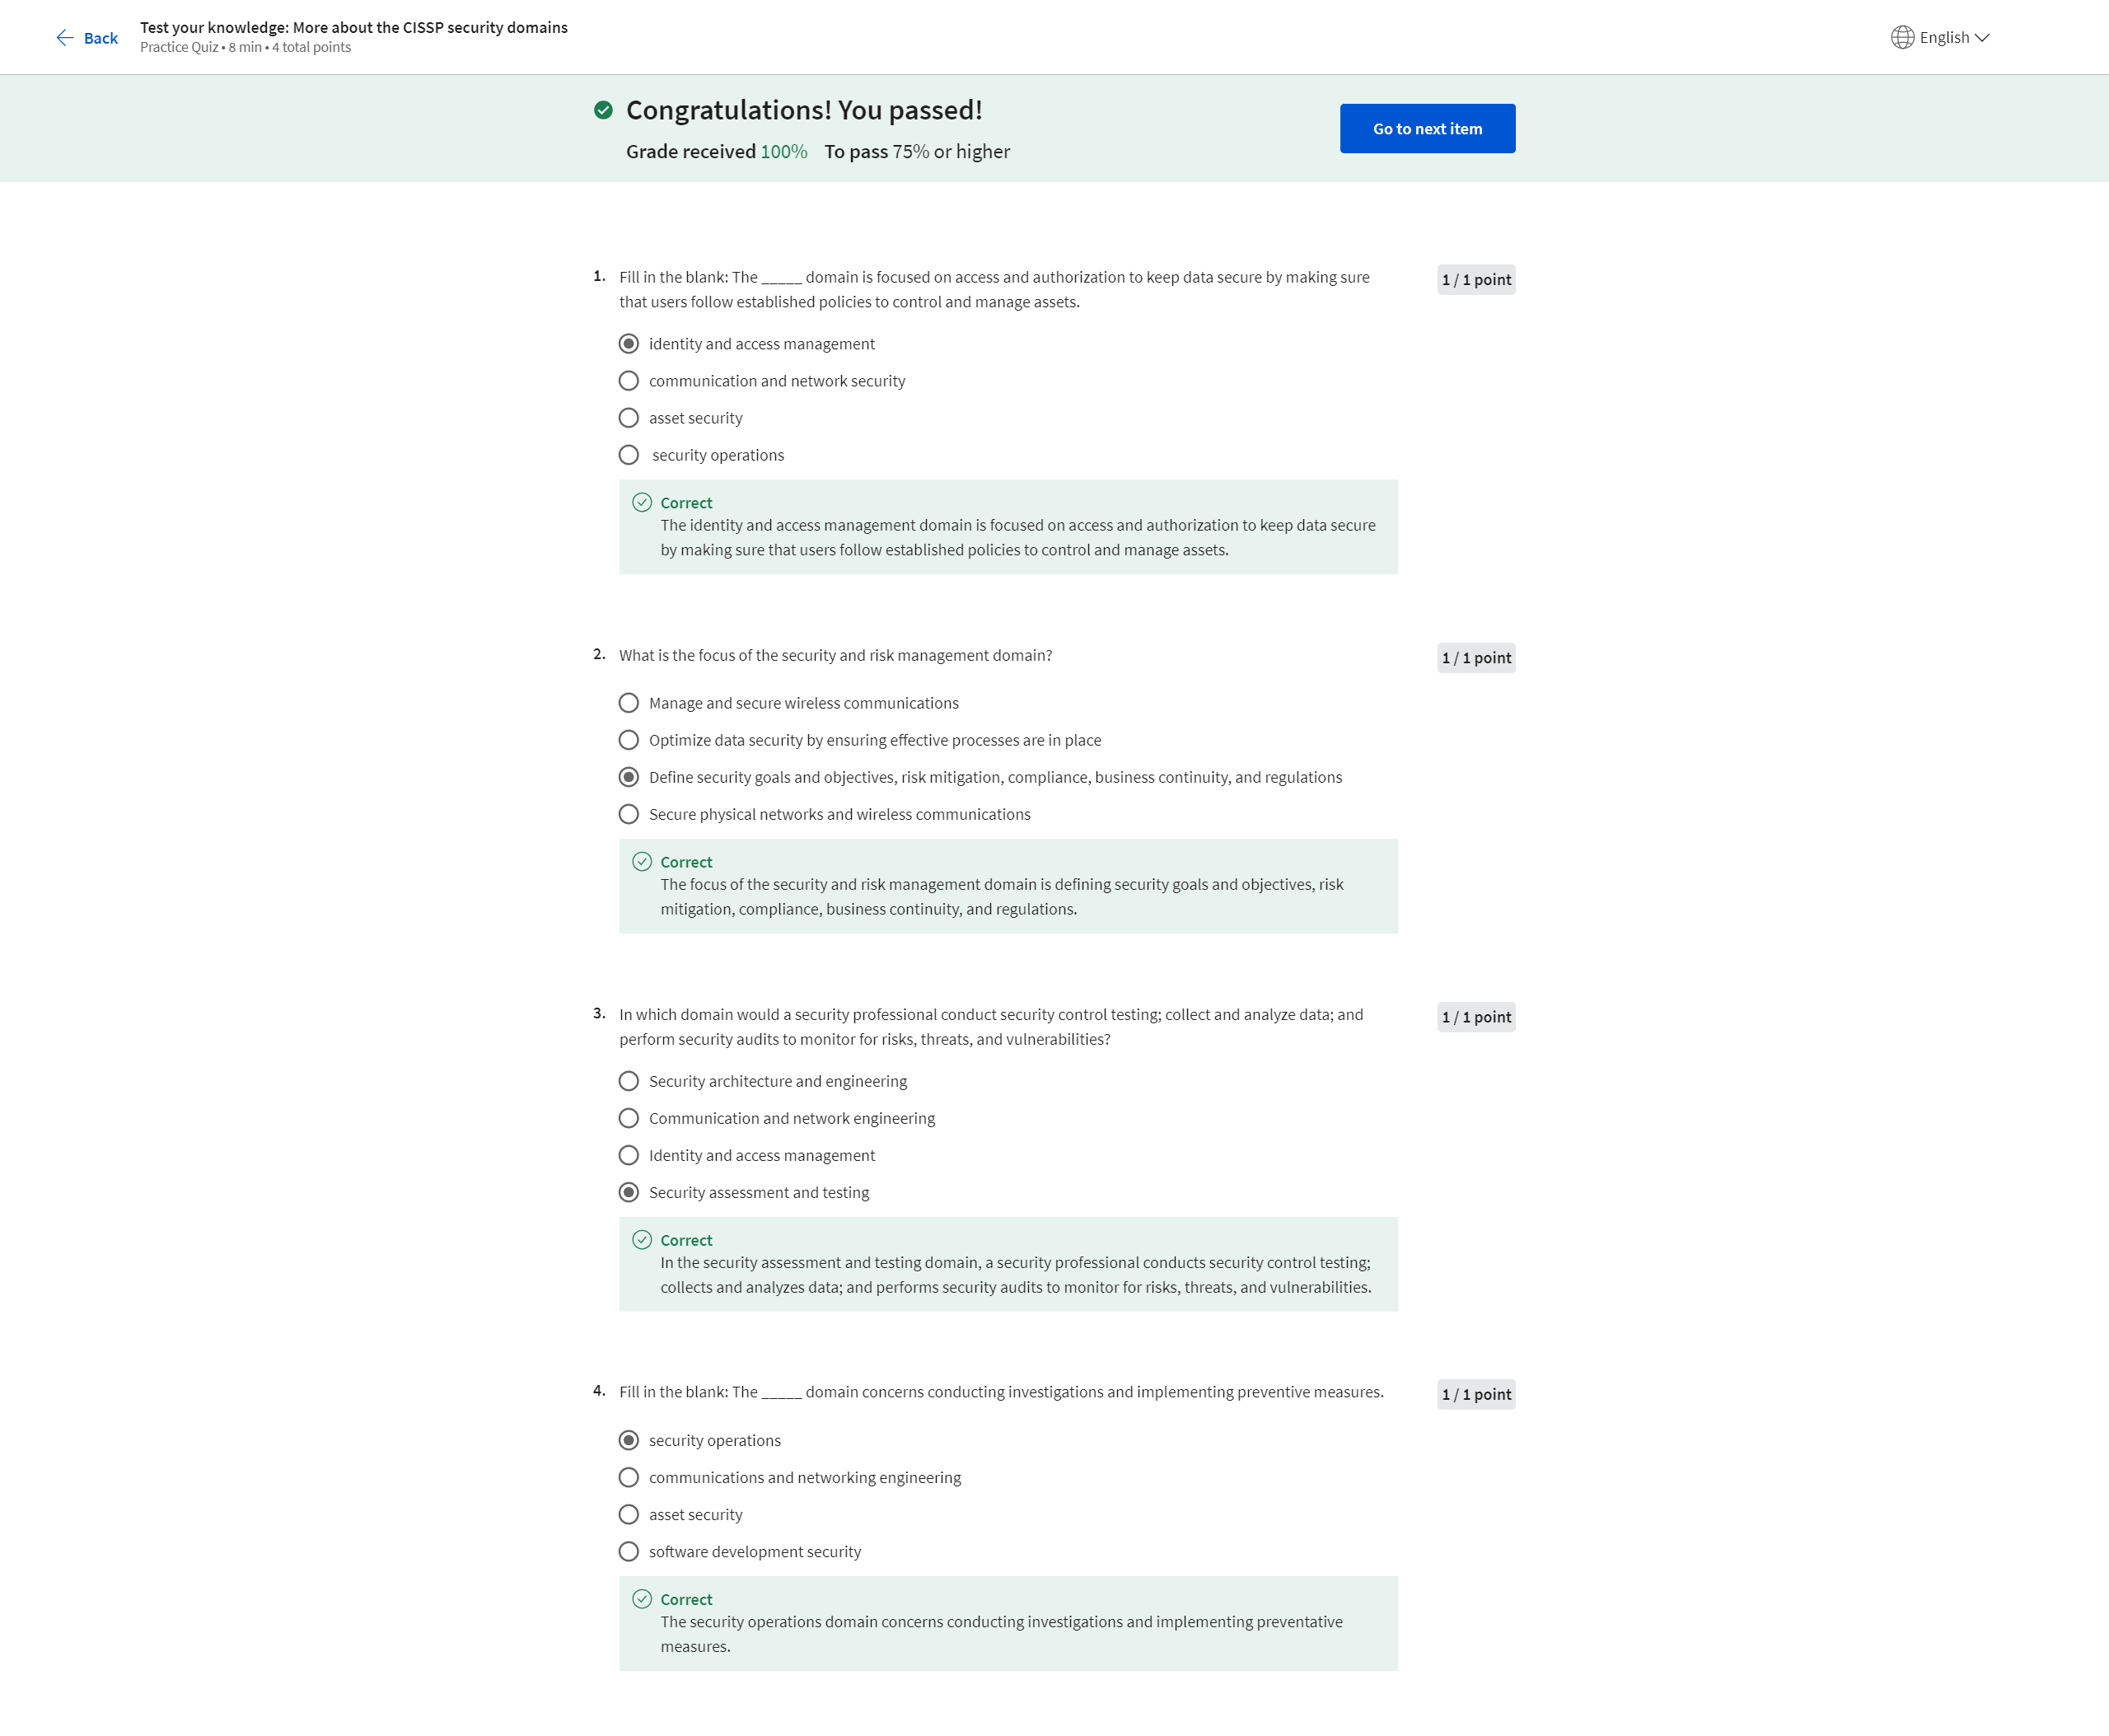 Back
Test your knowledge: More about the CISSP security domains
Practice Quiz • 8 min • 4 total points
English
Congratulations! You passed!
Grade received 100% To pass 75% or higher
Go to next item
1. Fill in the blank: The _____ domain is focused on access and authorization to keep data secure by making sure
that users follow established policies to control and manage assets.
1 / 1 point
identity and access management
communication and network security
asset security
security operations
Correct
The identity and access management domain is focused on access and authorization to keep data secure
by making sure that users follow established policies to control and manage assets.
2. What is the focus of the security and risk management domain?
1 / 1 point
Manage and secure wireless communications
Optimize data security by ensuring effective processes are in place
Define security goals and objectives, risk mitigation, compliance, business continuity, and regulations
Secure physical networks and wireless communications
Correct
The focus of the security and risk management domain is defining security goals and objectives, risk
mitigation, compliance, business continuity, and regulations.
3. In which domain would a security professional conduct security control testing; collect and analyze data; and
perform security audits to monitor for risks, threats, and vulnerabilities?
1 / 1 point
Security architecture and engineering
Communication and network engineering
Identity and access management
Security assessment and testing
Correct
In the security assessment and testing domain, a security professional conducts security control testing;
collects and analyzes data; and performs security audits to monitor for risks, threats, and vulnerabilities.
4. Fill in the blank: The _____ domain concerns conducting investigations and implementing preventive measures.
1 / 1 point
security operations
communications and networking engineering
asset security
software development security
Correct
The security operations domain concerns conducting investigations and implementing preventative
measures.